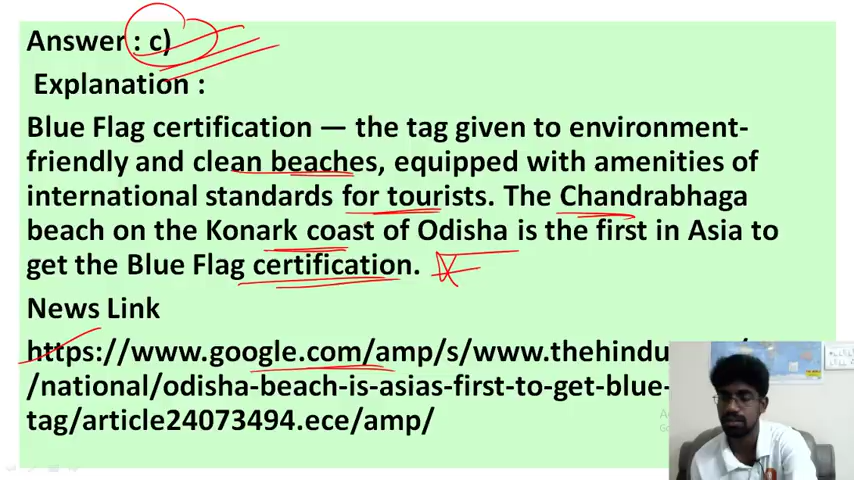 Answer : c)
Explanation :
Blue Flag certification — the tag given to environment-
friendly and clean beaches, equipped with amenities of
international standards for tourists. The Chandrabhaga
beach on the Konark coast of Odisha is the first in Asia to
get the Blue Flag certification.
News Link
https://www.google.com/amp/s/www.thehindu
/national/odisha-beach-is-asias-first-to-get-blue-
tag/article24073494.ece/amp/